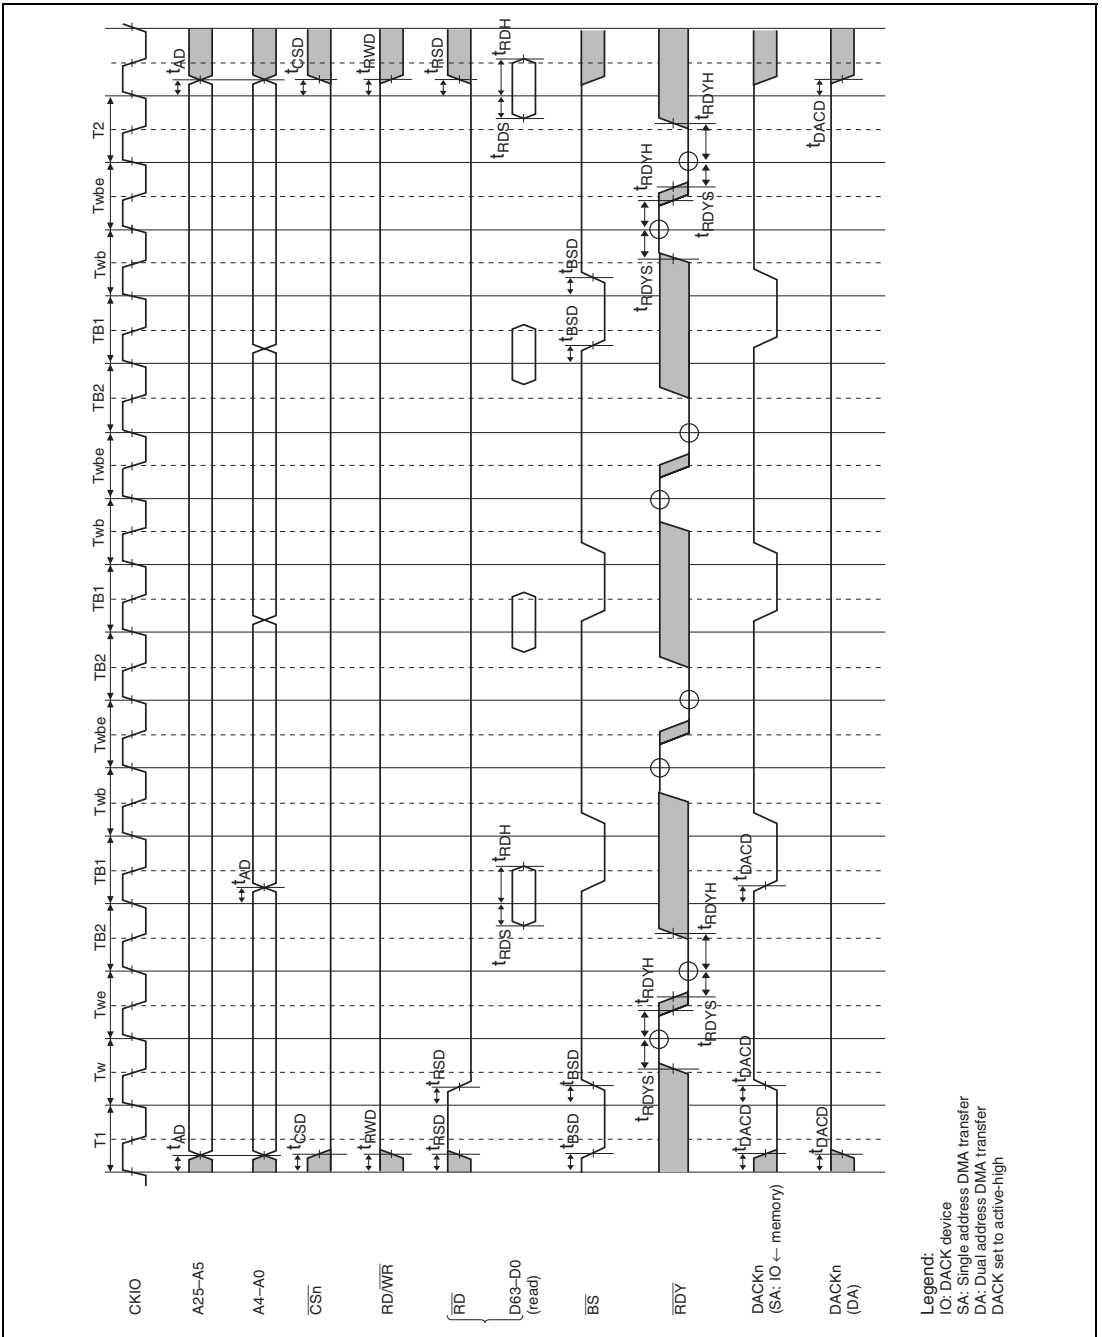 T1 Tw Twe TB2 TB1 Twb Twbe TB2 TB1 Twb Twbe TB2 TB1 Twb Twbe T2
CKIO
tAD tAD
A25–A5
tAD
A4–A0
tCSD tCSD
CSn
tRWD tRWD
RD/WR
tRSD tRSD tRSD
RD
tRDS tRDH tRDS tRDH
D63–D0
(read)
tBSD tBSD tBSD tBSD
BS
tRDYS tRDYH tRDYS tRDYH
RDY
tRDYS tRDYH tRDYS tRDYH
tDACD tDACD tDACD
DACKn
(SA: IO ← memory)
tDACD tDACD
DACKn
(DA)
Legend:
IO: DACK device
SA: Single address DMA transfer
DA: Dual address DMA transfer
DACK set to active-high